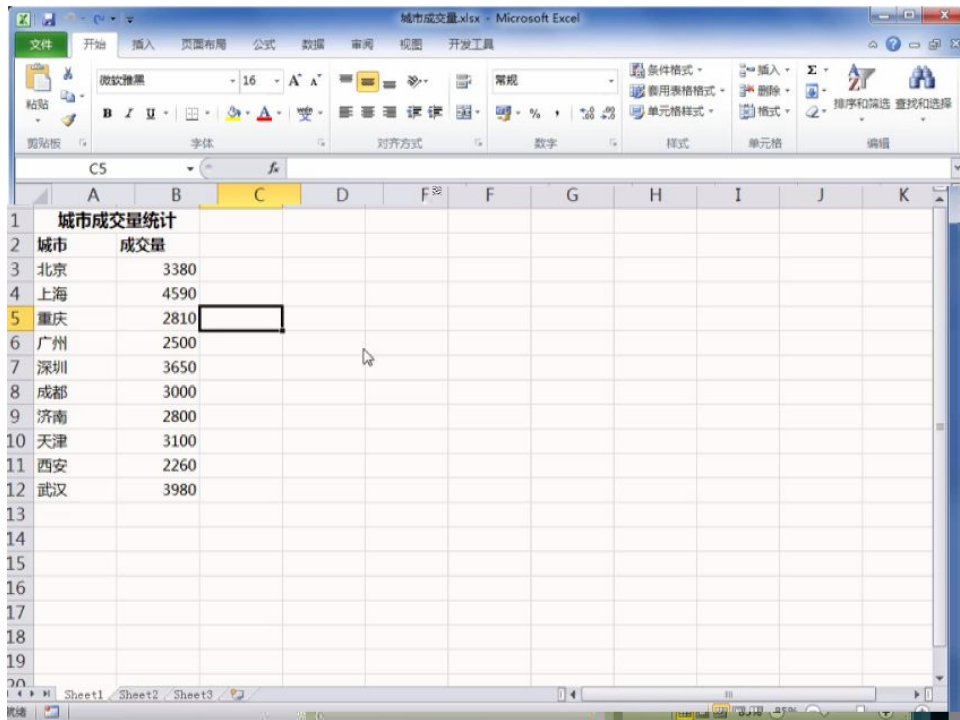 城市成交量.xlsx - Microsoft Excel
文件 开始 插入 页面布局 公式 数据 审阅 视图 开发工具
粘贴 微软雅黑 16 常规 条件格式 套用表格格式 单元格样式 插入 删除 格式 排序和筛选 查找和选择
剪贴板 字体 对齐方式 数字 样式 单元格 编辑
C5 fx
A B C D F F G H I J K
1 城市成交量统计
2 城市 成交量
3 北京 3380
4 上海 4590
5 重庆 2810
6 广州 2500
7 深圳 3650
8 成都 3000
9 济南 2800
10 天津 3100
11 西安 2260
12 武汉 3980
13
14
15
16
17
18
19
20
Sheet1 Sheet2 Sheet3
就绪